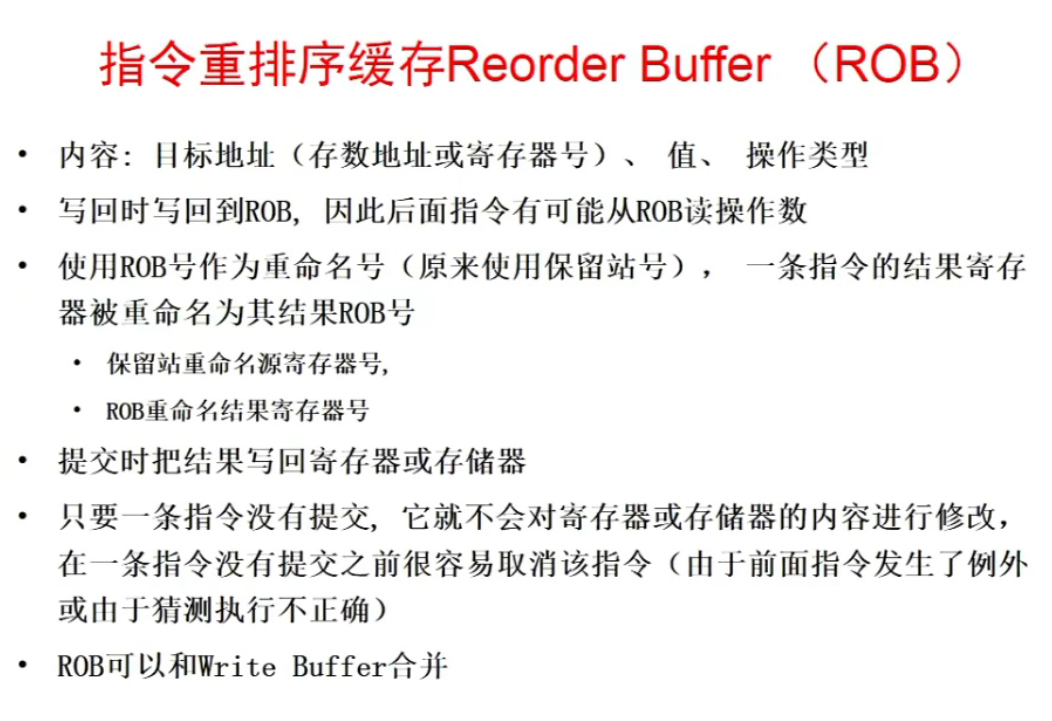 指令重排序缓存Reorder Buffer （ROB）
• 内容: 目标地址（存数地址或寄存器号）、 值、 操作类型
• 写回时写回到ROB, 因此后面指令有可能从ROB读操作数
• 使用ROB号作为重命名号（原来使用保留站号）， 一条指令的结果寄存
器被重命名为其结果ROB号
• 保留站重命名源寄存器号,
• ROB重命名结果寄存器号
• 提交时把结果写回寄存器或存储器
• 只要一条指令没有提交, 它就不会对寄存器或存储器的内容进行修改，
在一条指令没有提交之前很容易取消该指令（由于前面指令发生了例外
或由于猜测执行不正确）
• ROB可以和Write Buffer合并